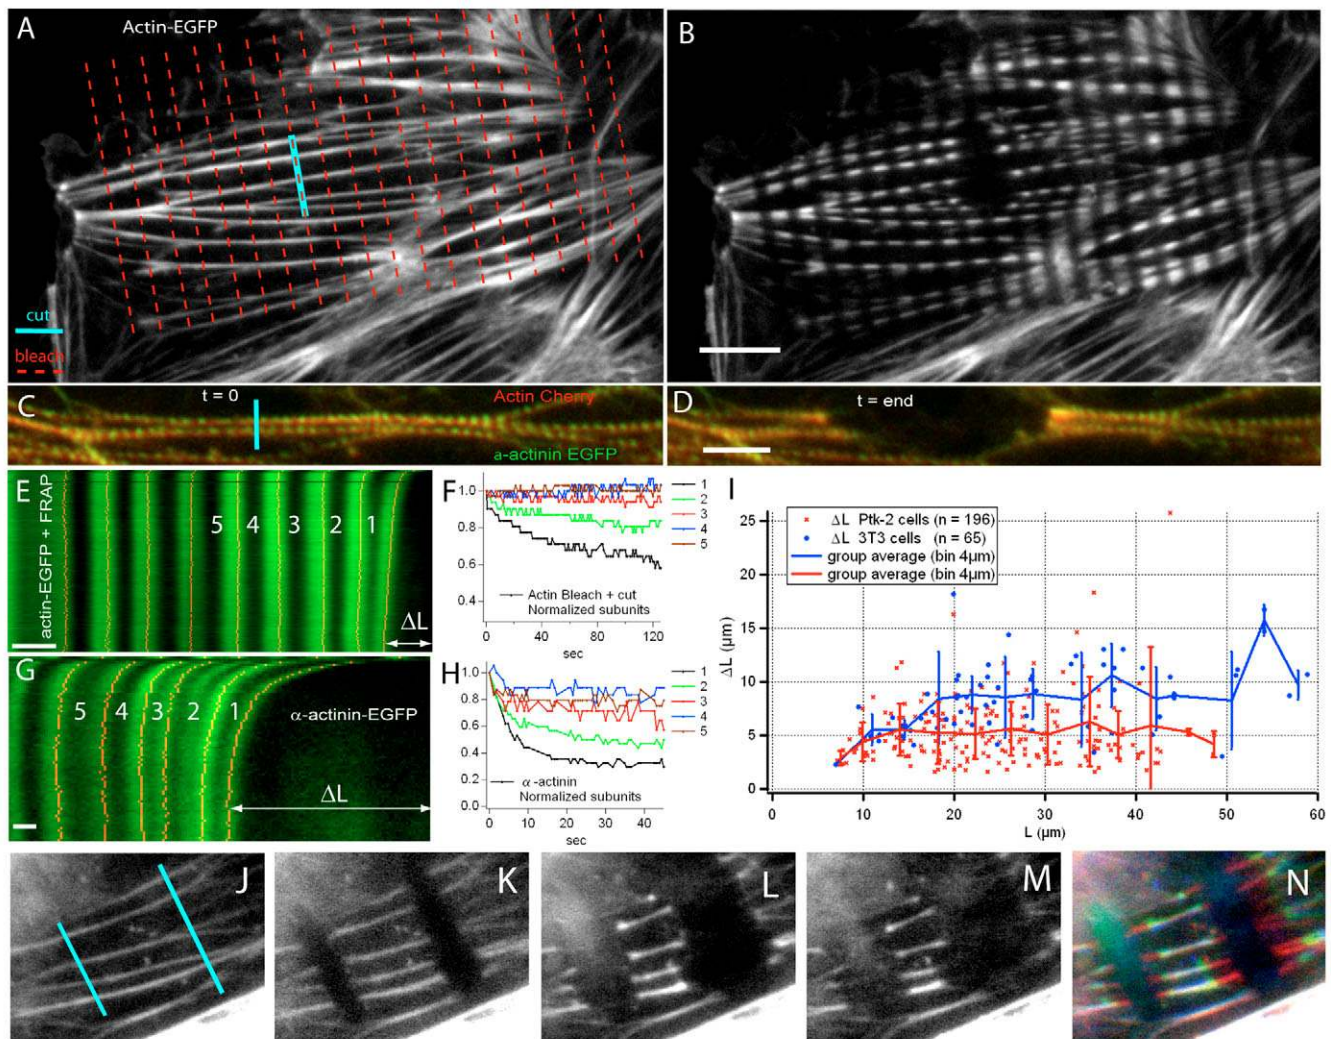 A
Actin-EGFP
cut
bleach
B
C
t = 0
Actin Cherry
a-actinin EGFP
D
t = end
E
actin-EGFP + FRAP
5 4 3 2 1
ΔL
F
1.0
0.8
0.6
0.4
0 40 80 120
sec
Actin Bleach + cut
Normalized subunits
1
2
3
4
5
G
5 4 3 2 1
α-actinin-EGFP
ΔL
H
1.0
0.8
0.6
0.4
0.2
0.0
0 10 20 30 40
sec
α -actinin
Normalized subunits
1
2
3
4
5
I
ΔL Ptk-2 cells (n = 196)
ΔL 3T3 cells (n = 65)
group average (bin 4µm)
group average (bin 4µm)
ΔL (µm)
25
20
15
10
5
0
0 10 20 30 40 50 60
L (µm)
J
K
L
M
N